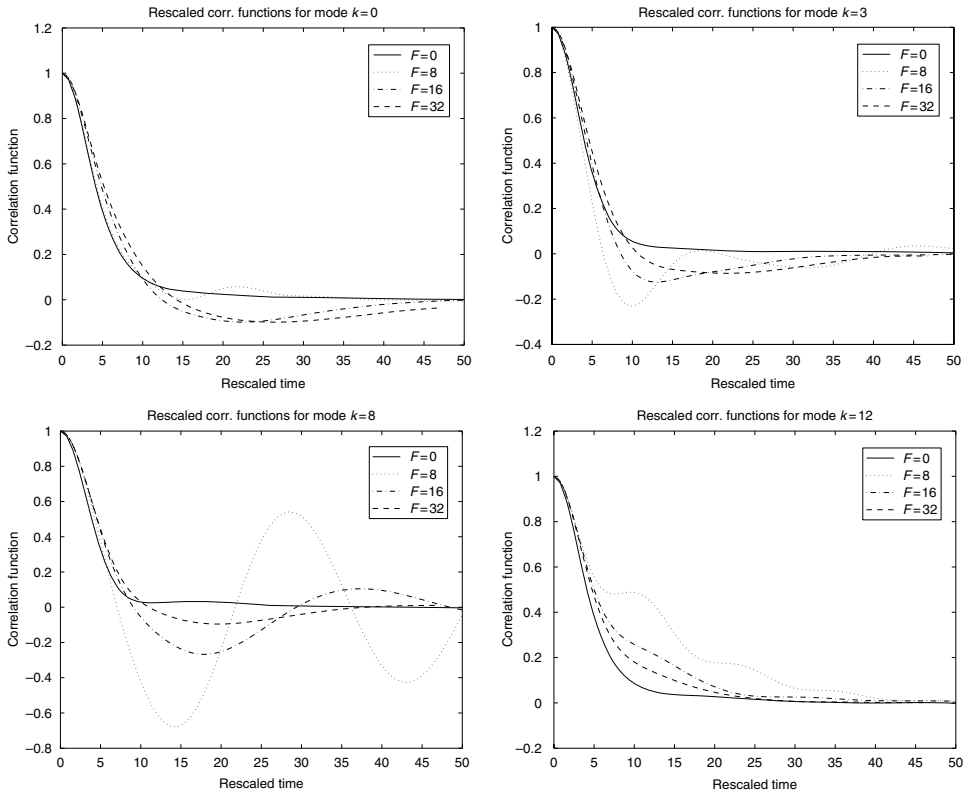 Rescaled corr. functions for mode k=0
1.2
1
0.8
0.6
0.4
0.2
0
−0.2
Correlation function
F=0
F=8
F=16
F=32
0 5 10 15 20 25 30 35 40 45 50
Rescaled time
Rescaled corr. functions for mode k=3
1
0.8
0.6
0.4
0.2
0
−0.2
−0.4
Correlation function
F=0
F=8
F=16
F=32
0 5 10 15 20 25 30 35 40 45 50
Rescaled time
Rescaled corr. functions for mode k=8
1
0.8
0.6
0.4
0.2
0
−0.2
−0.4
−0.6
−0.8
Correlation function
F=0
F=8
F=16
F=32
0 5 10 15 20 25 30 35 40 45 50
Rescaled time
Rescaled corr. functions for mode k=12
1.2
1
0.8
0.6
0.4
0.2
0
−0.2
Correlation function
F=0
F=8
F=16
F=32
0 5 10 15 20 25 30 35 40 45 50
Rescaled time